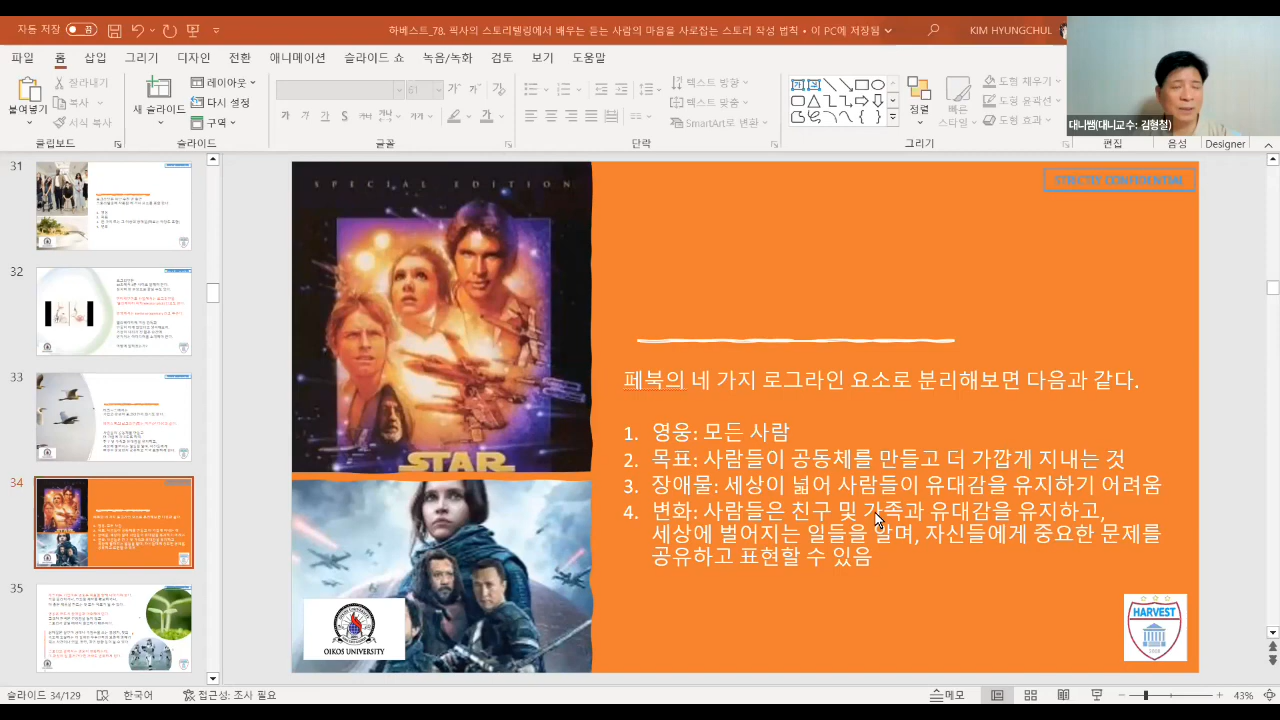 자동 저장
하베스트_78. 픽사의 스토리텔링에서 배우는 듣는 사람의 마음을 사로잡는 스토리 작성 법칙 • 이 PC에 저장됨
KIM HYUNGCHUL
파일 홈 삽입 그리기 디자인 전환 애니메이션 슬라이드 쇼 녹음/녹화 검토 보기 도움말
붙여넣기
잘라내기
복사
서식 복사
클립보드
새 슬라이드
레이아웃
다시 설정
구역
슬라이드
61
글꼴
텍스트 방향
텍스트 맞춤
SmartArt로 변환
단락
정렬
빠른 스타일
도형 채우기
도형 윤곽선
도형 효과
그리기
편집
음성
Designer
대니쌤(대니교수: 김형철)
31
32
33
34
35
SPECIAL EDITION
STAR
STRICTLY CONFIDENTIAL
페북의 네 가지 로그라인 요소로 분리해보면 다음과 같다.
1. 영웅: 모든 사람
2. 목표: 사람들이 공동체를 만들고 더 가깝게 지내는 것
3. 장애물: 세상이 넓어 사람들이 유대감을 유지하기 어려움
4. 변화: 사람들은 친구 및 가족과 유대감을 유지하고,
세상에 벌어지는 일들을 알며, 자신들에게 중요한 문제를
공유하고 표현할 수 있음
OIKOS UNIVERSITY
HARVEST
슬라이드 34/129
한국어
접근성: 조사 필요
메모
43%